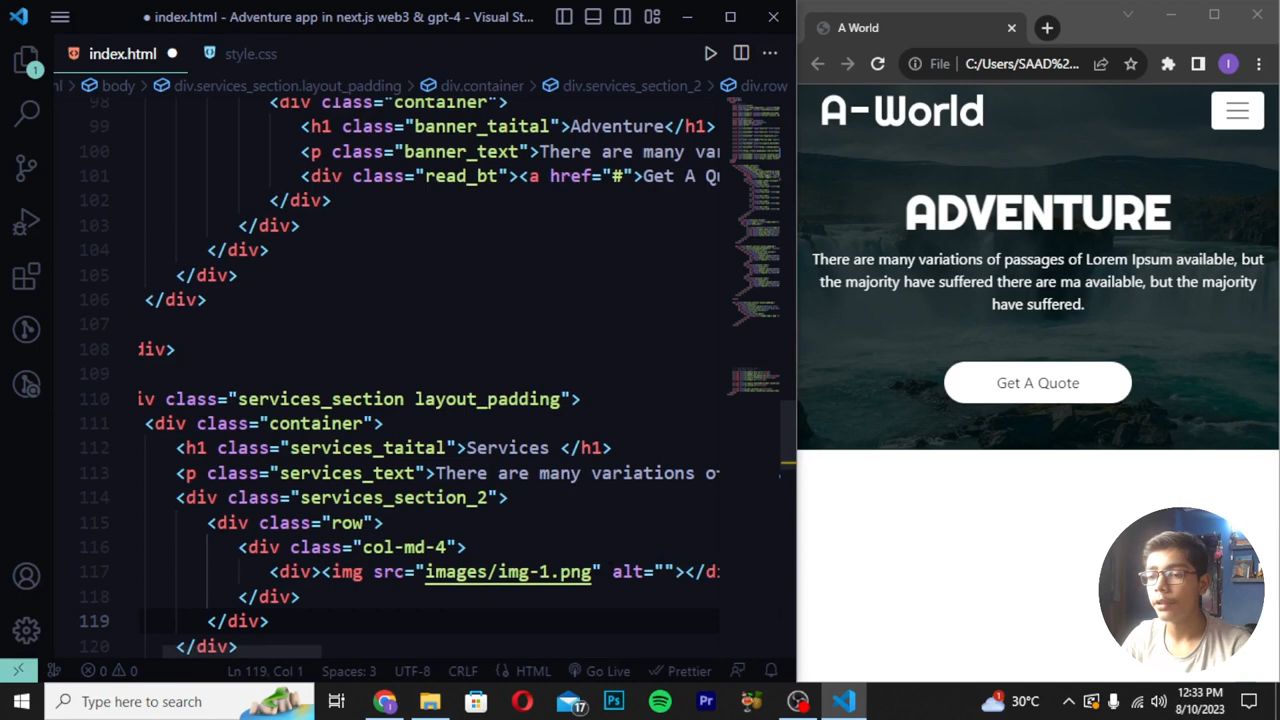 ● index.html - Adventure app in next.js web3 & gpt-4 - Visual St...
index.html ●
style.css
body
div.services_section.layout_padding
div.container
div.services_section_2
div.row
98 <div class="container">
99 <h1 class="banner_taital">Adventure</h1>
100 <p class="banner_text">There are many va
101 <div class="read_bt"><a href="#">Get A Qu
102 </div>
103 </div>
104 </div>
105 </div>
106 </div>
107
108 div>
109
110 iv class="services_section layout_padding">
111 <div class="container">
112 <h1 class="services_taital">Services </h1>
113 <p class="services_text">There are many variations o
114 <div class="services_section_2">
115 <div class="row">
116 <div class="col-md-4">
117 <div><img src="images/img-1.png" alt=""></di
118 </div>
119 </div>
120 </div>
1
0 0 Ln 119, Col 1 Spaces: 3 UTF-8 CRLF HTML Go Live Prettier
A World
File C:/Users/SAAD%2... I
A-World
ADVENTURE
There are many variations of passages of Lorem Ipsum available, but
the majority have suffered there are ma available, but the majority
have suffered.
Get A Quote
Type here to search 17 Ps Pr 1 30°C 12:33 PM
8/10/2023